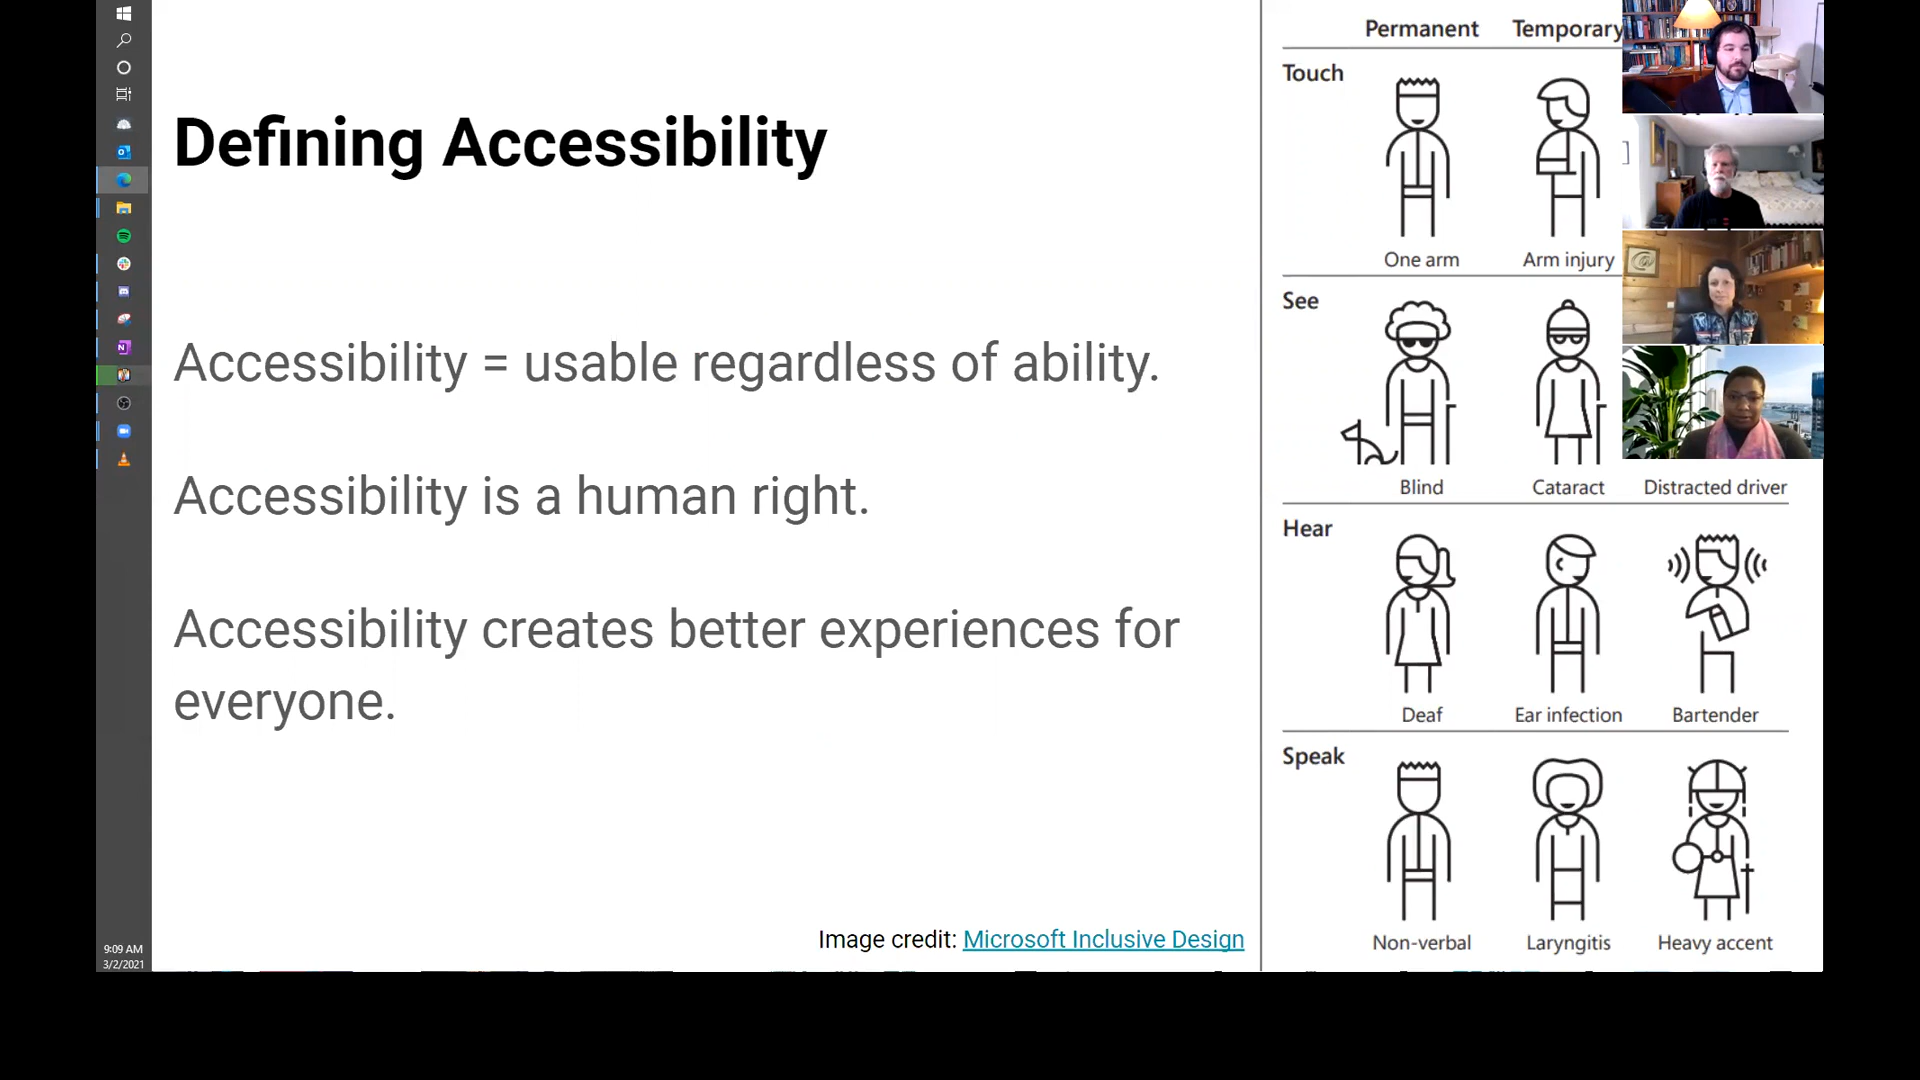 Defining Accessibility
Accessibility = usable regardless of ability.
Accessibility is a human right.
Accessibility creates better experiences for
everyone.
Image credit: Microsoft Inclusive Design
Permanent Temporary
Touch
One arm Arm injury
See
Blind Cataract Distracted driver
Hear
Deaf Ear infection Bartender
Speak
Non-verbal Laryngitis Heavy accent
9:09 AM
3/2/2021